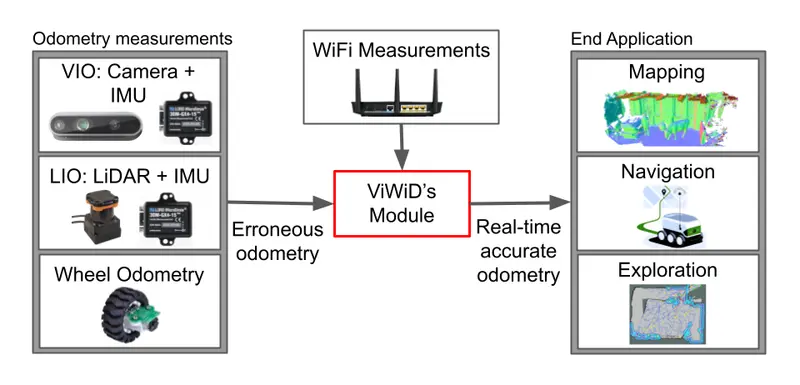 Odometry measurements
VIO: Camera +
IMU
LIO: LiDAR + IMU
Wheel Odometry
WiFi Measurements
Erroneous
odometry
ViWiD's
Module
Real-time
accurate
odometry
End Application
Mapping
Navigation
Exploration